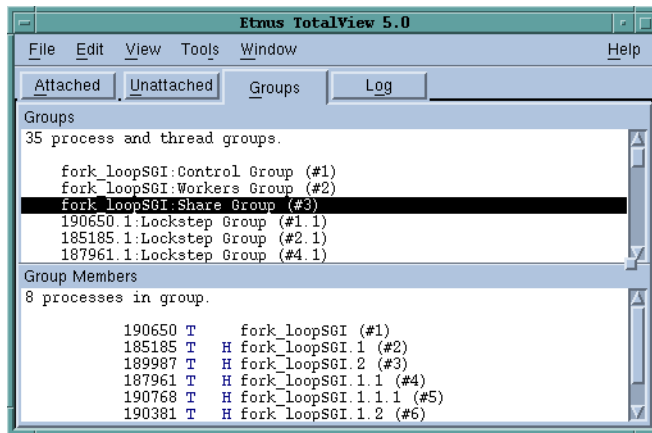 Etnus TotalView 5.0
File Edit View Tools Window Help
Attached Unattached Groups Log
Groups
35 process and thread groups.
fork_loopSGI:Control Group (#1)
fork_loopSGI:Workers Group (#2)
fork_loopSGI:Share Group (#3)
190650.1:Lockstep Group (#1.1)
185185.1:Lockstep Group (#2.1)
187961.1:Lockstep Group (#4.1)
Group Members
8 processes in group.
190650 T fork_loopSGI (#1)
185185 T H fork_loopSGI.1 (#2)
189987 T H fork_loopSGI.2 (#3)
187961 T H fork_loopSGI.1.1 (#4)
190768 T H fork_loopSGI.1.1.1 (#5)
190381 T H fork_loopSGI.1.2 (#6)